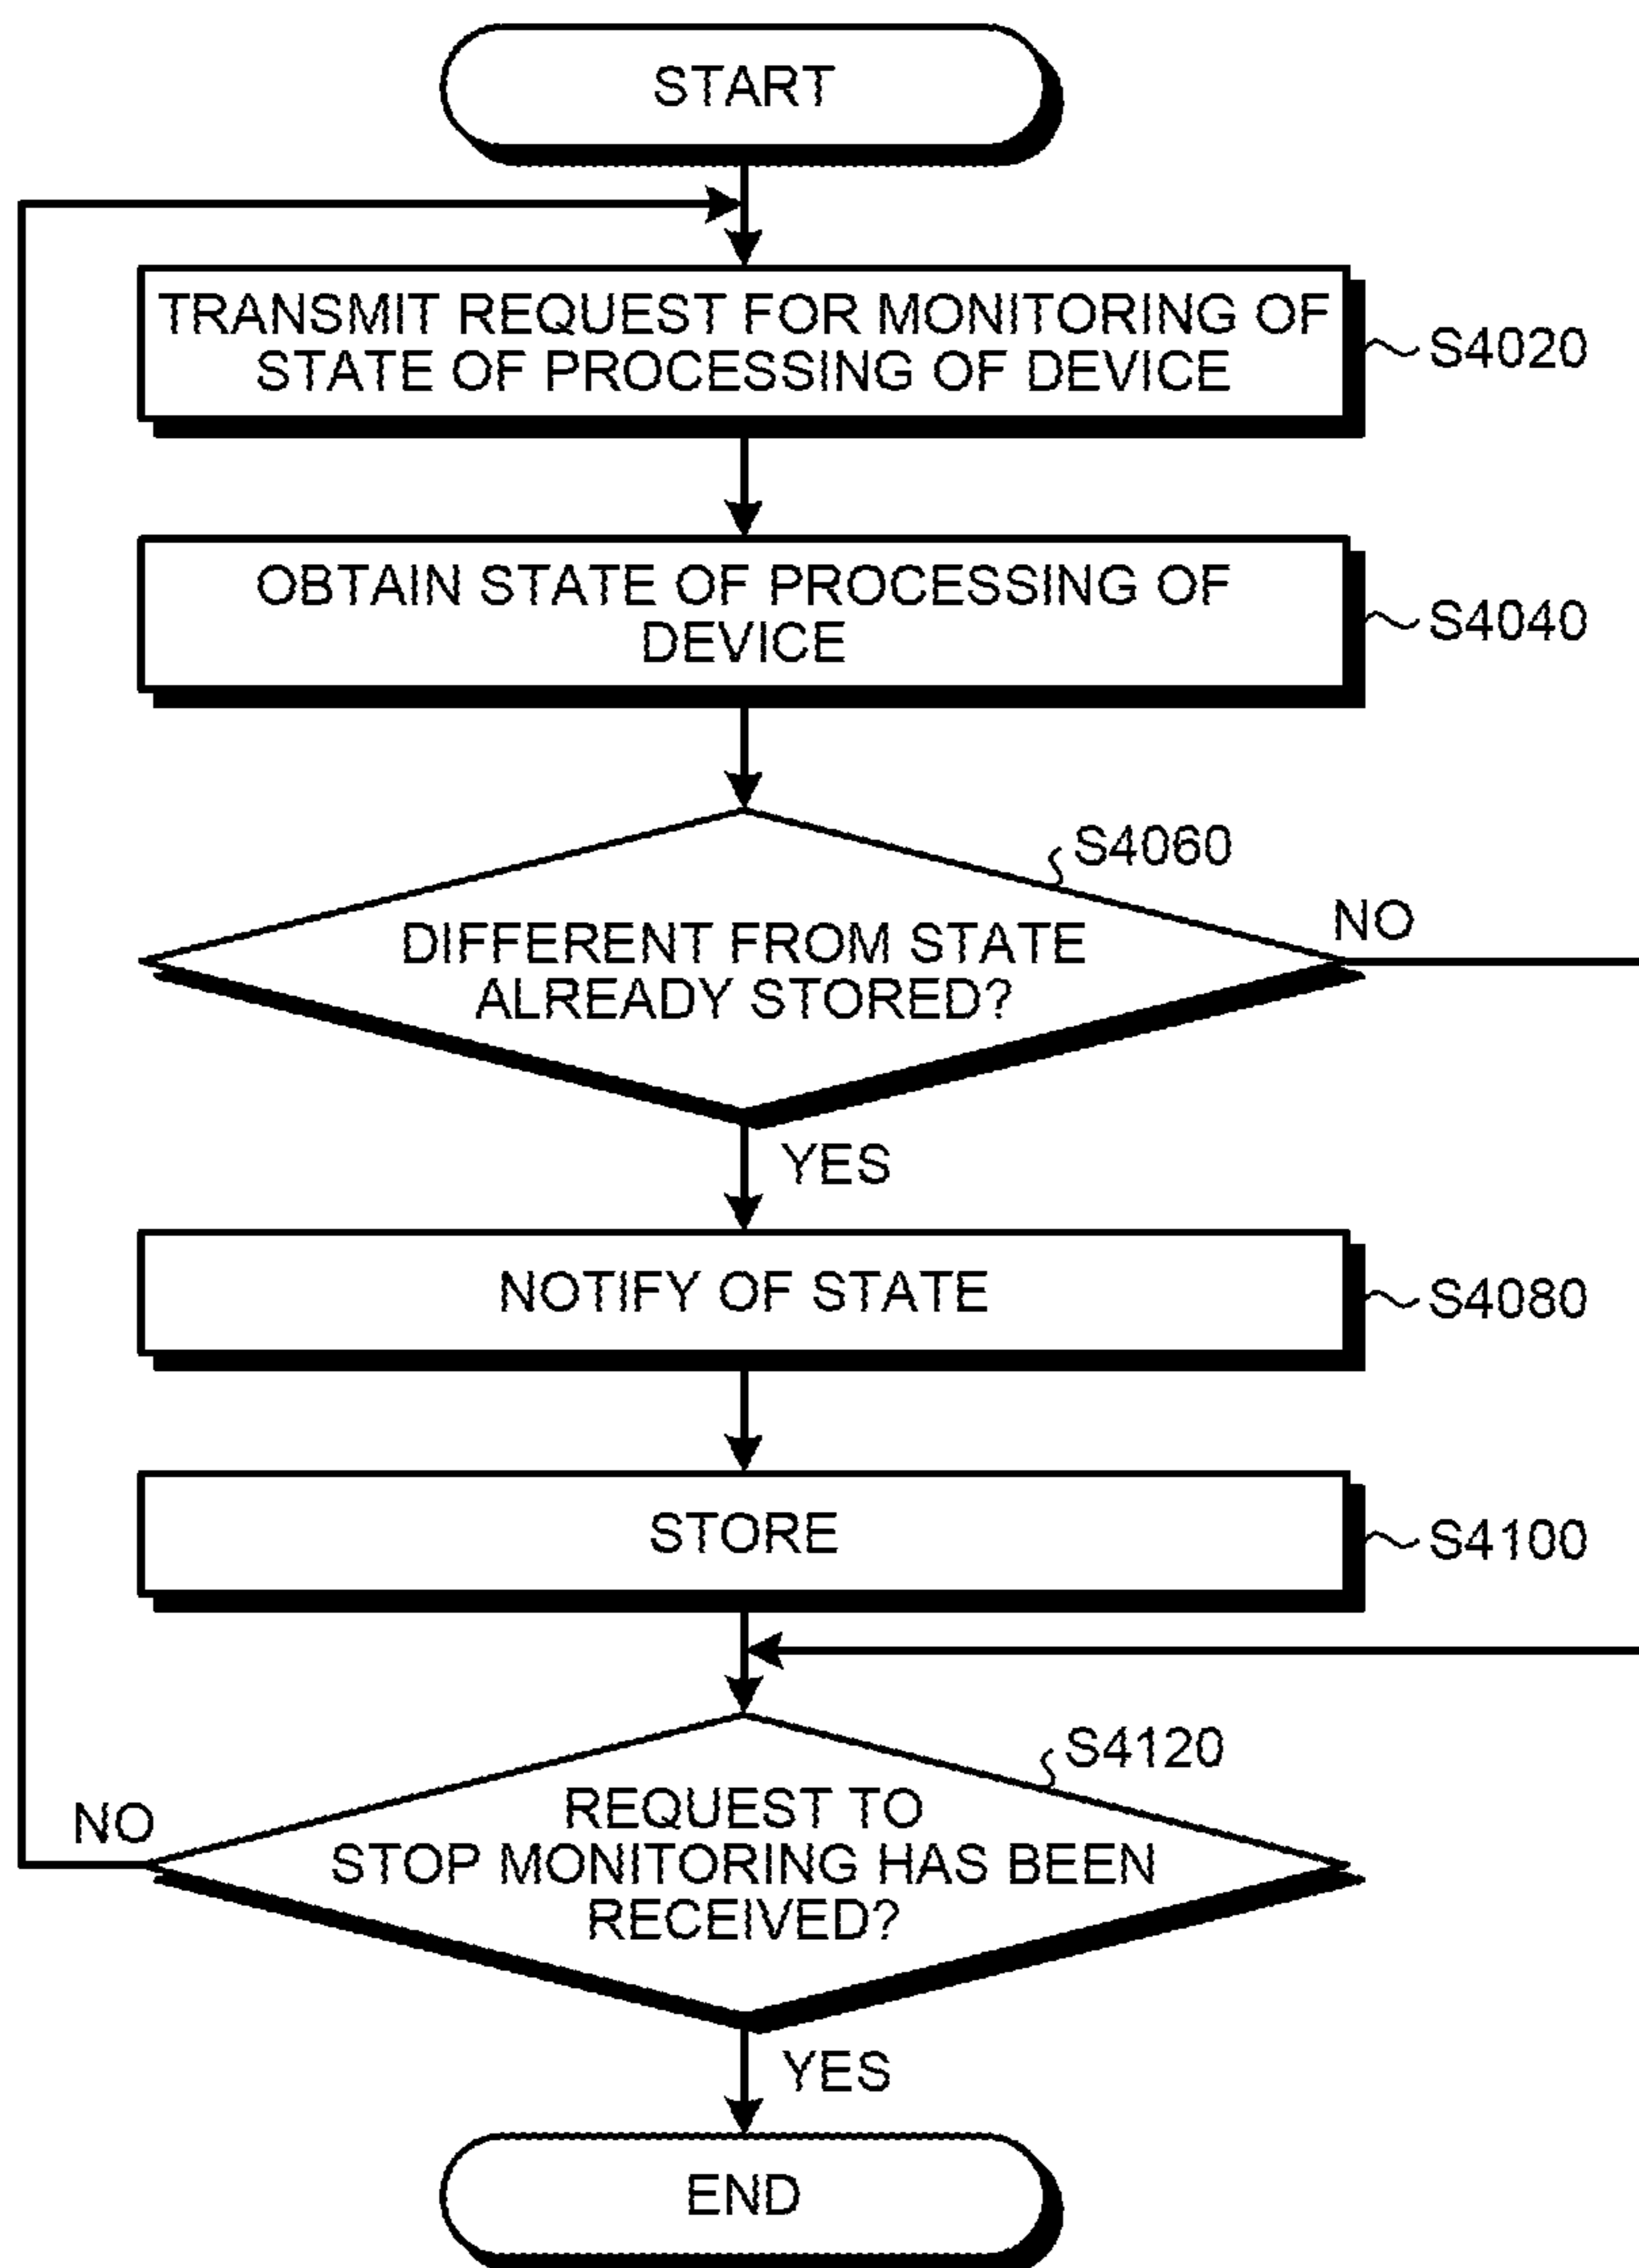 START
TRANSMIT REQUEST FOR MONITORING OF
STATE OF PROCESSING OF DEVICE
S4020
OBTAIN STATE OF PROCESSING OF
DEVICE
S4040
S4060
DIFFERENT FROM STATE
ALREADY STORED?
NO
YES
NOTIFY OF STATE
S4080
STORE
S4100
S4120
REQUEST TO
STOP MONITORING HAS BEEN
RECEIVED?
NO
YES
END